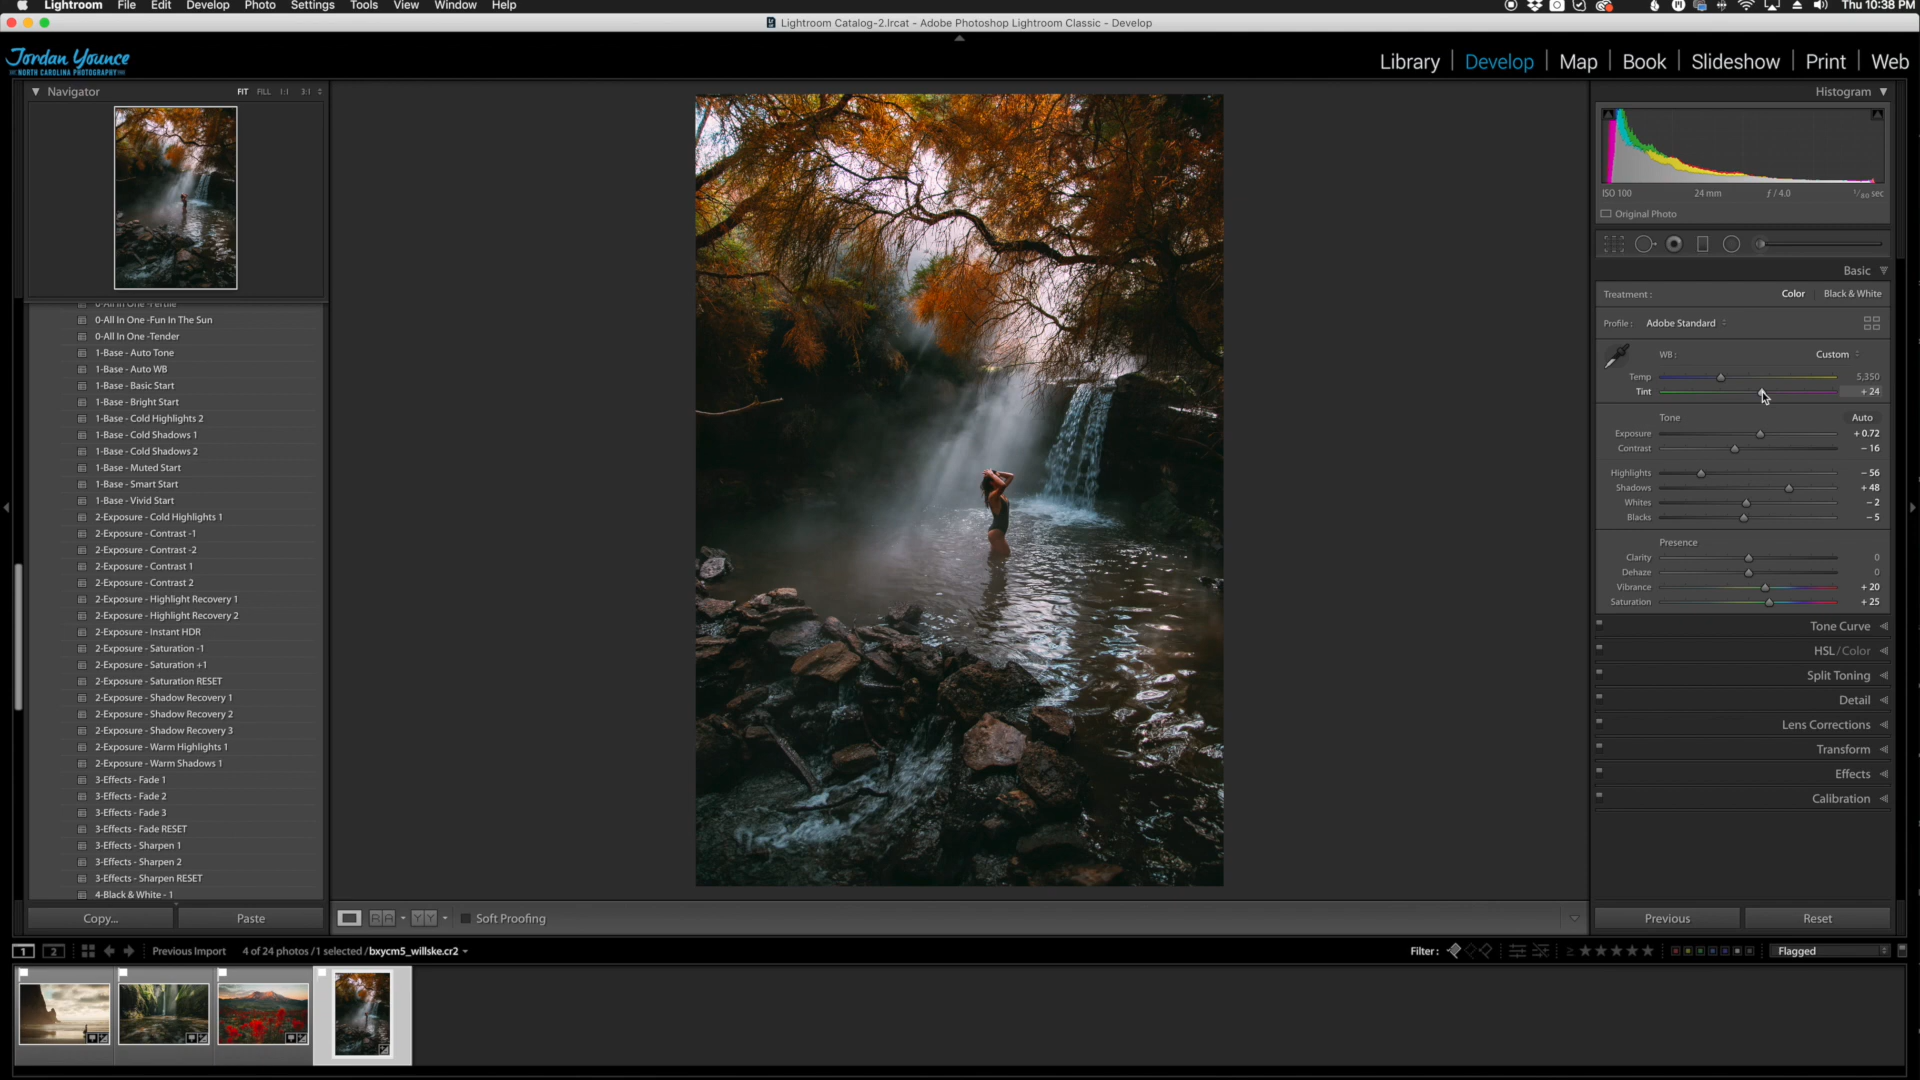 Lightroom File Edit Develop Photo Settings Tools View Window Help
Thu 10:38 PM
Lightroom Catalog-2.lrcat - Adobe Photoshop Lightroom Classic - Develop
Jordan Younce
NORTH CAROLINA PHOTOGRAPHY
Library | Develop | Map | Book | Slideshow | Print | Web
Navigator FIT FILL 1:1 3:1
0-All In One -Fertile
0-All In One -Fun In The Sun
0-All In One -Tender
1-Base - Auto Tone
1-Base - Auto WB
1-Base - Basic Start
1-Base - Bright Start
1-Base - Cold Highlights 2
1-Base - Cold Shadows 1
1-Base - Cold Shadows 2
1-Base - Muted Start
1-Base - Smart Start
1-Base - Vivid Start
2-Exposure - Cold Highlights 1
2-Exposure - Contrast -1
2-Exposure - Contrast -2
2-Exposure - Contrast 1
2-Exposure - Contrast 2
2-Exposure - Highlight Recovery 1
2-Exposure - Highlight Recovery 2
2-Exposure - Instant HDR
2-Exposure - Saturation -1
2-Exposure - Saturation +1
2-Exposure - Saturation RESET
2-Exposure - Shadow Recovery 1
2-Exposure - Shadow Recovery 2
2-Exposure - Shadow Recovery 3
2-Exposure - Warm Highlights 1
2-Exposure - Warm Shadows 1
3-Effects - Fade 1
3-Effects - Fade 2
3-Effects - Fade 3
3-Effects - Fade RESET
3-Effects - Sharpen 1
3-Effects - Sharpen 2
3-Effects - Sharpen RESET
4-Black & White - 1
Copy... Paste
Soft Proofing
Histogram
ISO 100 24 mm ƒ / 4.0 1/80 sec
Original Photo
Basic
Treatment : Color Black & White
Profile : Adobe Standard
WB : Custom
Temp 5,350
Tint + 24
Tone Auto
Exposure + 0.72
Contrast − 16
Highlights − 56
Shadows + 48
Whites − 2
Blacks − 5
Presence
Clarity 0
Dehaze 0
Vibrance + 20
Saturation + 25
Tone Curve
HSL / Color
Split Toning
Detail
Lens Corrections
Transform
Effects
Calibration
Previous Reset
1 2 Previous Import 4 of 24 photos /1 selected /bxycm5_willske.cr2
Filter : ≥ Flagged